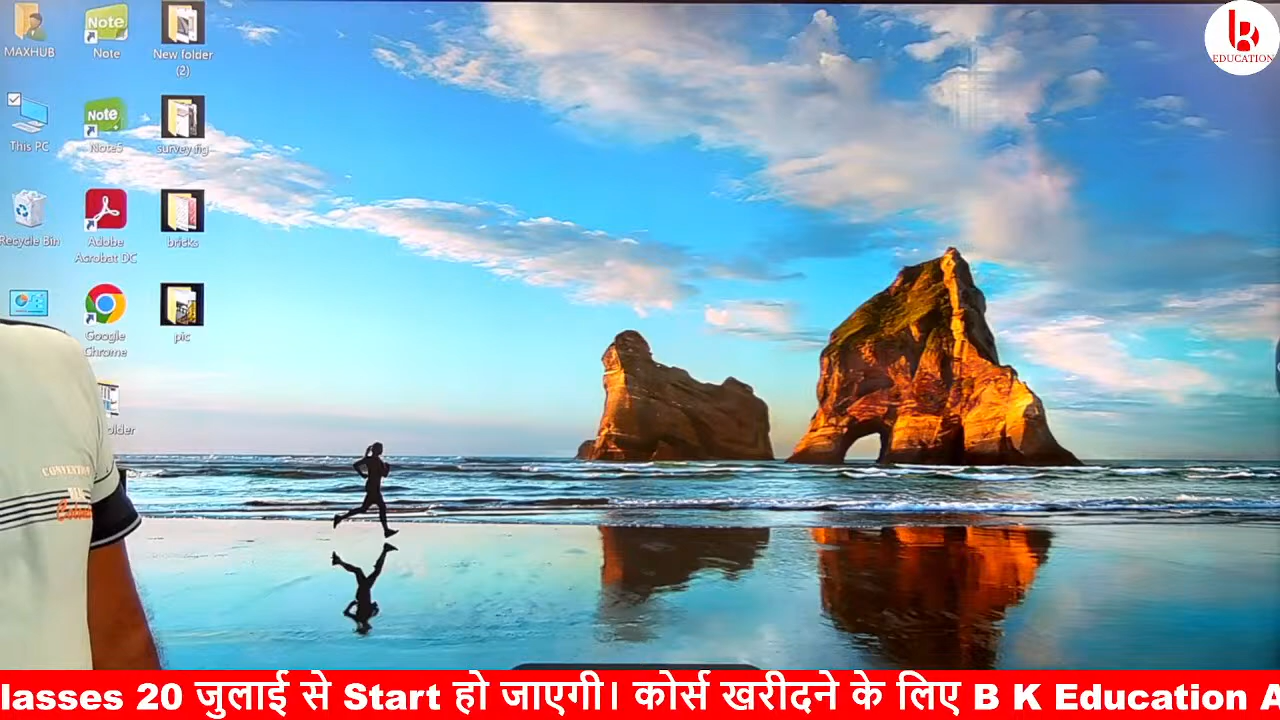 MAXHUB
Note
New folder
(2)
This PC
Note5
survey fig
Recycle Bin
Adobe
Acrobat DC
bricks
Google
Chrome
pic
older
CONVENTION
EDUCATION
lasses 20 जुलाई से Start हो जाएगी। कोर्स खरीदने के लिए B K Education A